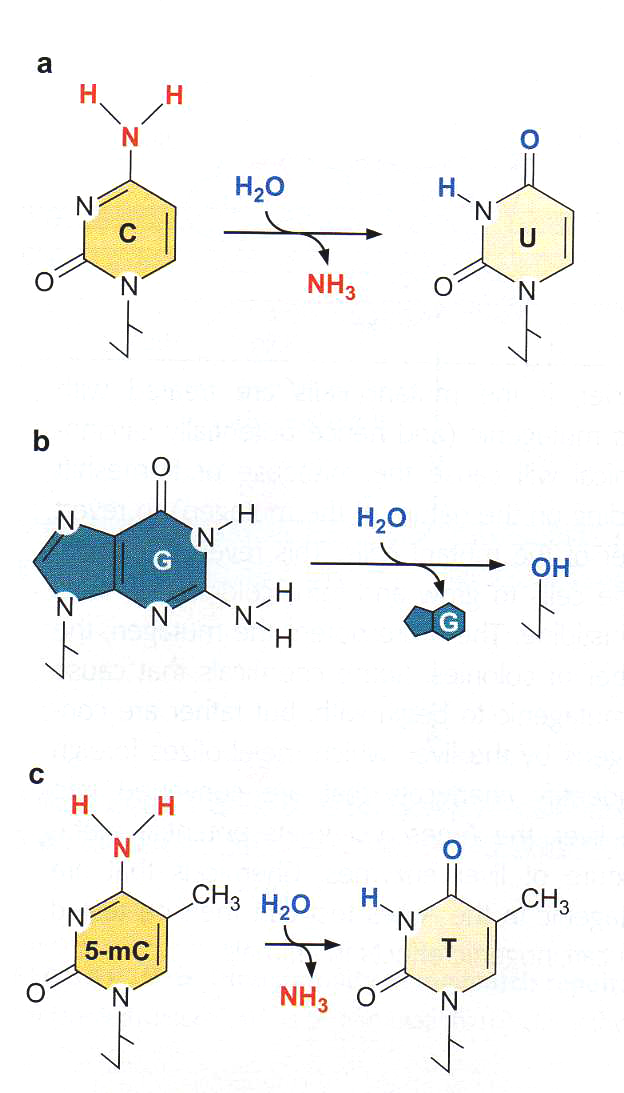 a
H H
N O
H₂O H
N N
C U
O NH₃ O
N N
b
O
H₂O
N N H
G OH
N N N H
G H
c
H H
N O
CH₃ H₂O H CH₃
N N
5-mC T
O NH₃ O
N N